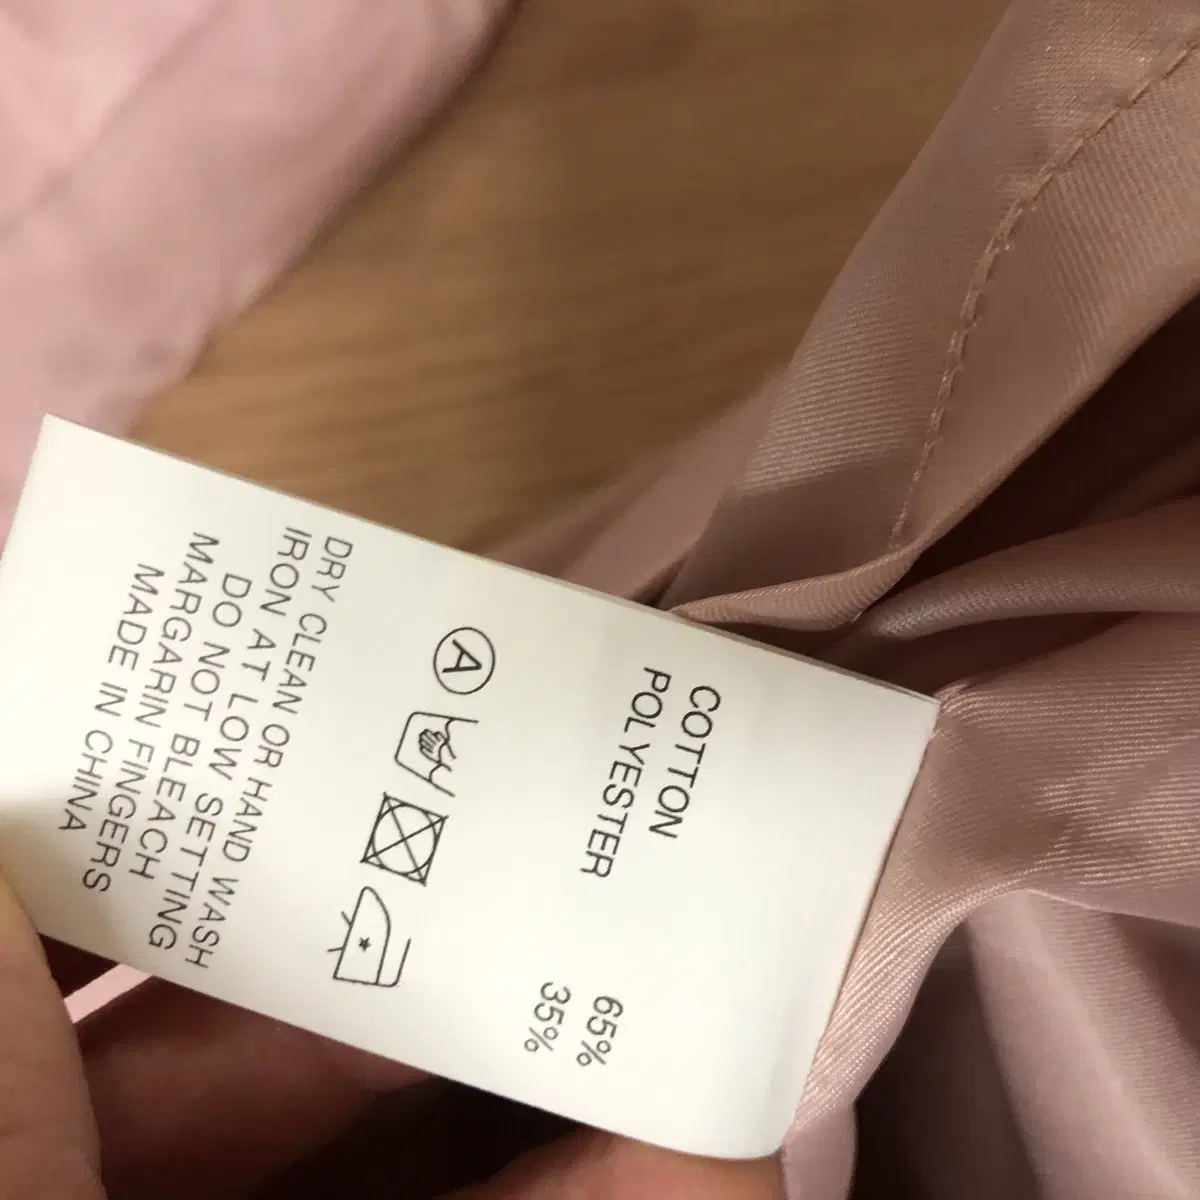 COTTON 65%
POLYESTER 35%
A
DRY CLEAN OR HAND WASH
IRON AT LOW SETTING
DO NOT BLEACH
MARGARIN FINGERS
MADE IN CHINA